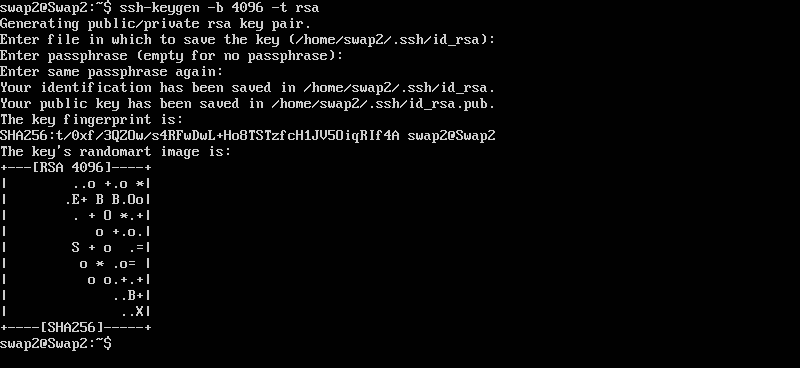 swap2@Swap2:~$ ssh-keygen -b 4096 -t rsa
Generating public/private rsa key pair.
Enter file in which to save the key (/home/swap2/.ssh/id_rsa):
Enter passphrase (empty for no passphrase):
Enter same passphrase again:
Your identification has been saved in /home/swap2/.ssh/id_rsa.
Your public key has been saved in /home/swap2/.ssh/id_rsa.pub.
The key fingerprint is:
SHA256:t/0xf/3QZOw/s4RFwDwL+Ho8TSTzfcH1JV5OiqRIf4A swap2@Swap2
The key's randomart image is:
+---[RSA 4096]----+
|        ..o +.o *|
|       .E+ B B.Oo|
|        . + O *.+|
|           o +.o.|
|        S + o  .=|
|         o * .o= |
|          o o.+.+|
|             ..B+|
|              ..X|
+----[SHA256]-----+
swap2@Swap2:~$